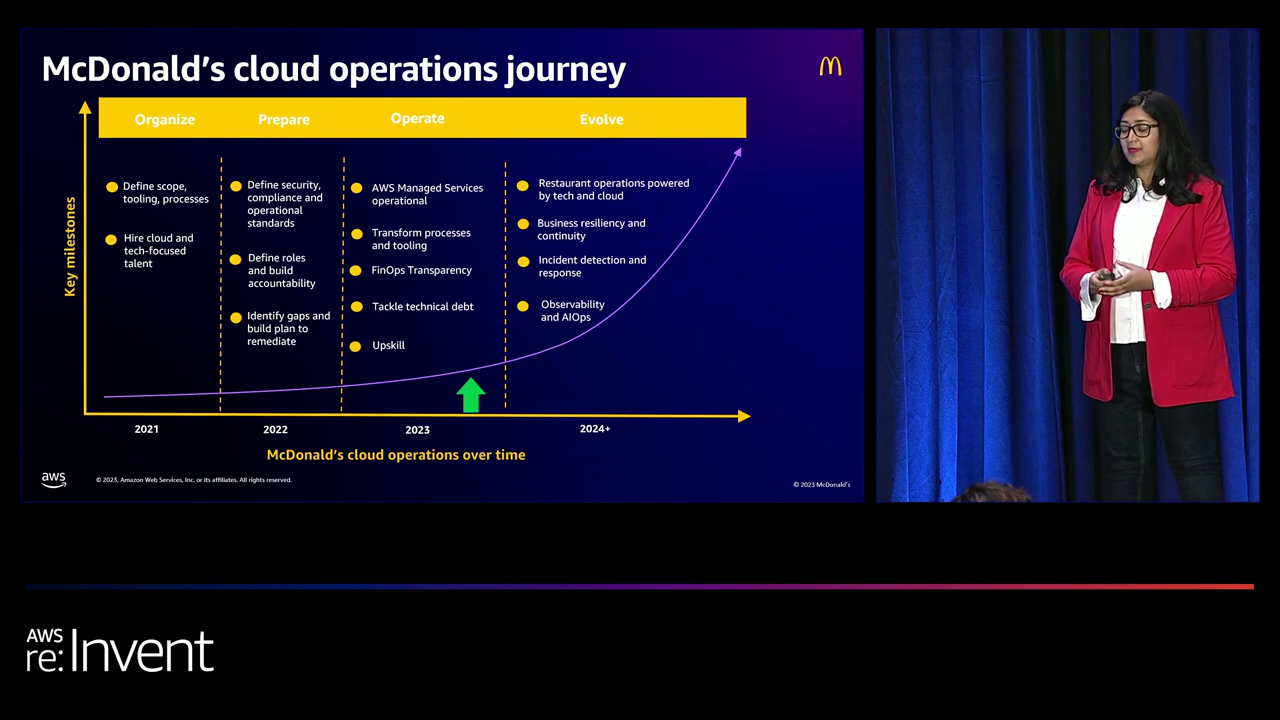 McDonald’s cloud operations journey
Organize
Prepare
Operate
Evolve
Key milestones
Define scope,
tooling, processes
Hire cloud and
tech-focused
talent
Define security,
compliance and
operational
standards
Define roles
and build
accountability
Identify gaps and
build plan to
remediate
AWS Managed Services
operational
Transform processes
and tooling
FinOps Transparency
Tackle technical debt
Upskill
Restaurant operations powered
by tech and cloud
Business resiliency and
continuity
Incident detection and
response
Observability
and AIOps
2021
2022
2023
2024+
McDonald’s cloud operations over time
aws
© 2023, Amazon Web Services, Inc. or its affiliates. All rights reserved.
© 2023 McDonald's
AWS
re:Invent